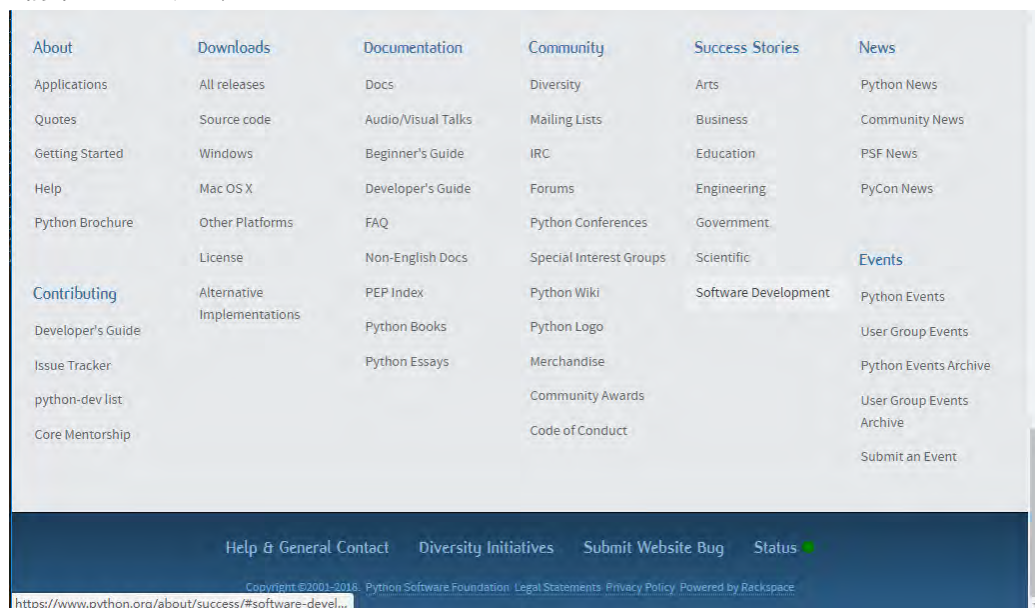 About
Applications
Quotes
Getting Started
Help
Python Brochure
Contributing
Developer's Guide
Issue Tracker
python-dev list
Core Mentorship
Downloads
All releases
Source code
Windows
Mac OS X
Other Platforms
License
Alternative
Implementations
Documentation
Docs
Audio/Visual Talks
Beginner's Guide
Developer's Guide
FAQ
Non-English Docs
PEP Index
Python Books
Python Essays
Community
Diversity
Mailing Lists
IRC
Forums
Python Conferences
Special Interest Groups
Python Wiki
Python Logo
Merchandise
Community Awards
Code of Conduct
Success Stories
Arts
Business
Education
Engineering
Government
Scientific
Software Development
News
Python News
Community News
PSF News
PyCon News
Events
Python Events
User Group Events
Python Events Archive
User Group Events
Archive
Submit an Event
Help & General Contact Diversity Initiatives Submit Website Bug Status
Copyright ©2001-2018. Python Software Foundation Legal Statements Privacy Policy Powered by Rackspace
https://www.python.org/about/success/#software-devel...